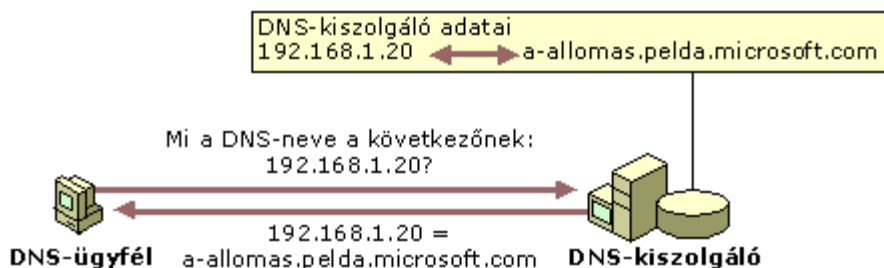 DNS-kiszolgáló adatai
192.168.1.20 a-allomas.pelda.microsoft.com
Mi a DNS-neve a következőnek:
192.168.1.20?
192.168.1.20 =
a-allomas.pelda.microsoft.com
DNS-ügyfél
DNS-kiszolgáló